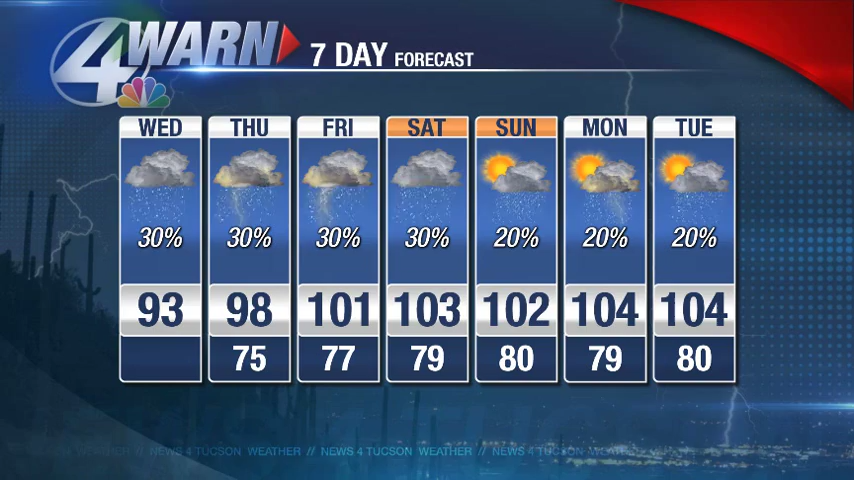 4WARN
7 DAY FORECAST
WED THU FRI SAT SUN MON TUE
30% 30% 30% 30% 20% 20% 20%
93 98 101 103 102 104 104
75 77 79 80 79 80
WEATHER // NEWS 4 TUCSON WEATHER // NEWS 4 TUCSON WEATHER // NEWS 4 TUCSON WEATHER //